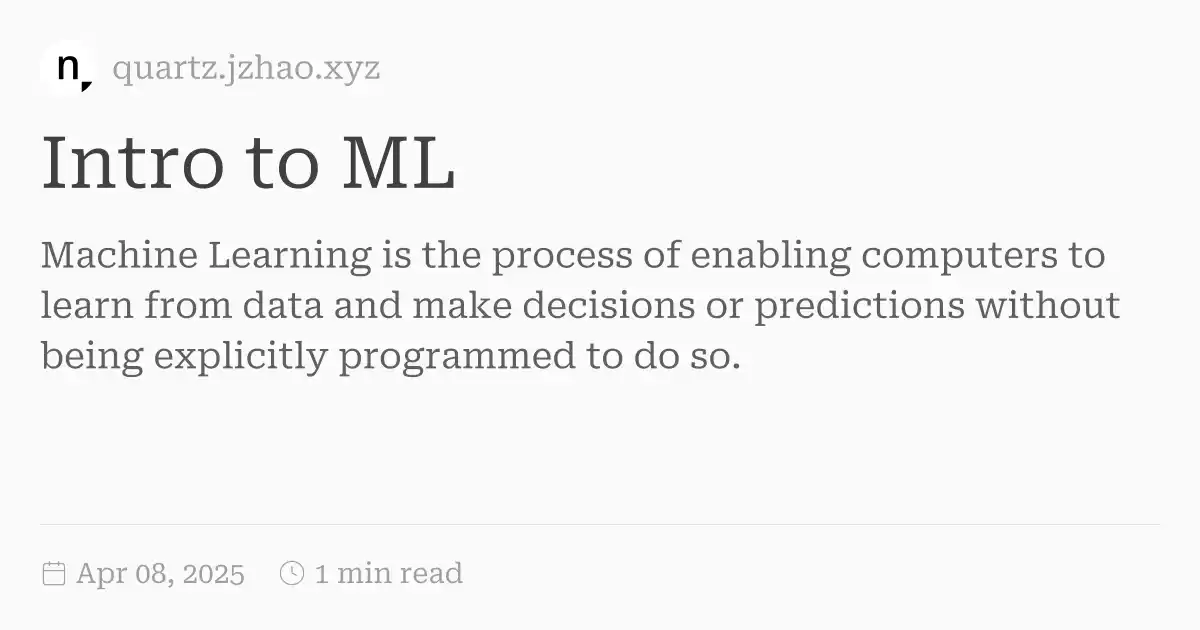 n
quartz.jzhao.xyz
Intro to ML
Machine Learning is the process of enabling computers to
learn from data and make decisions or predictions without
being explicitly programmed to do so.
Apr 08, 2025 1 min read